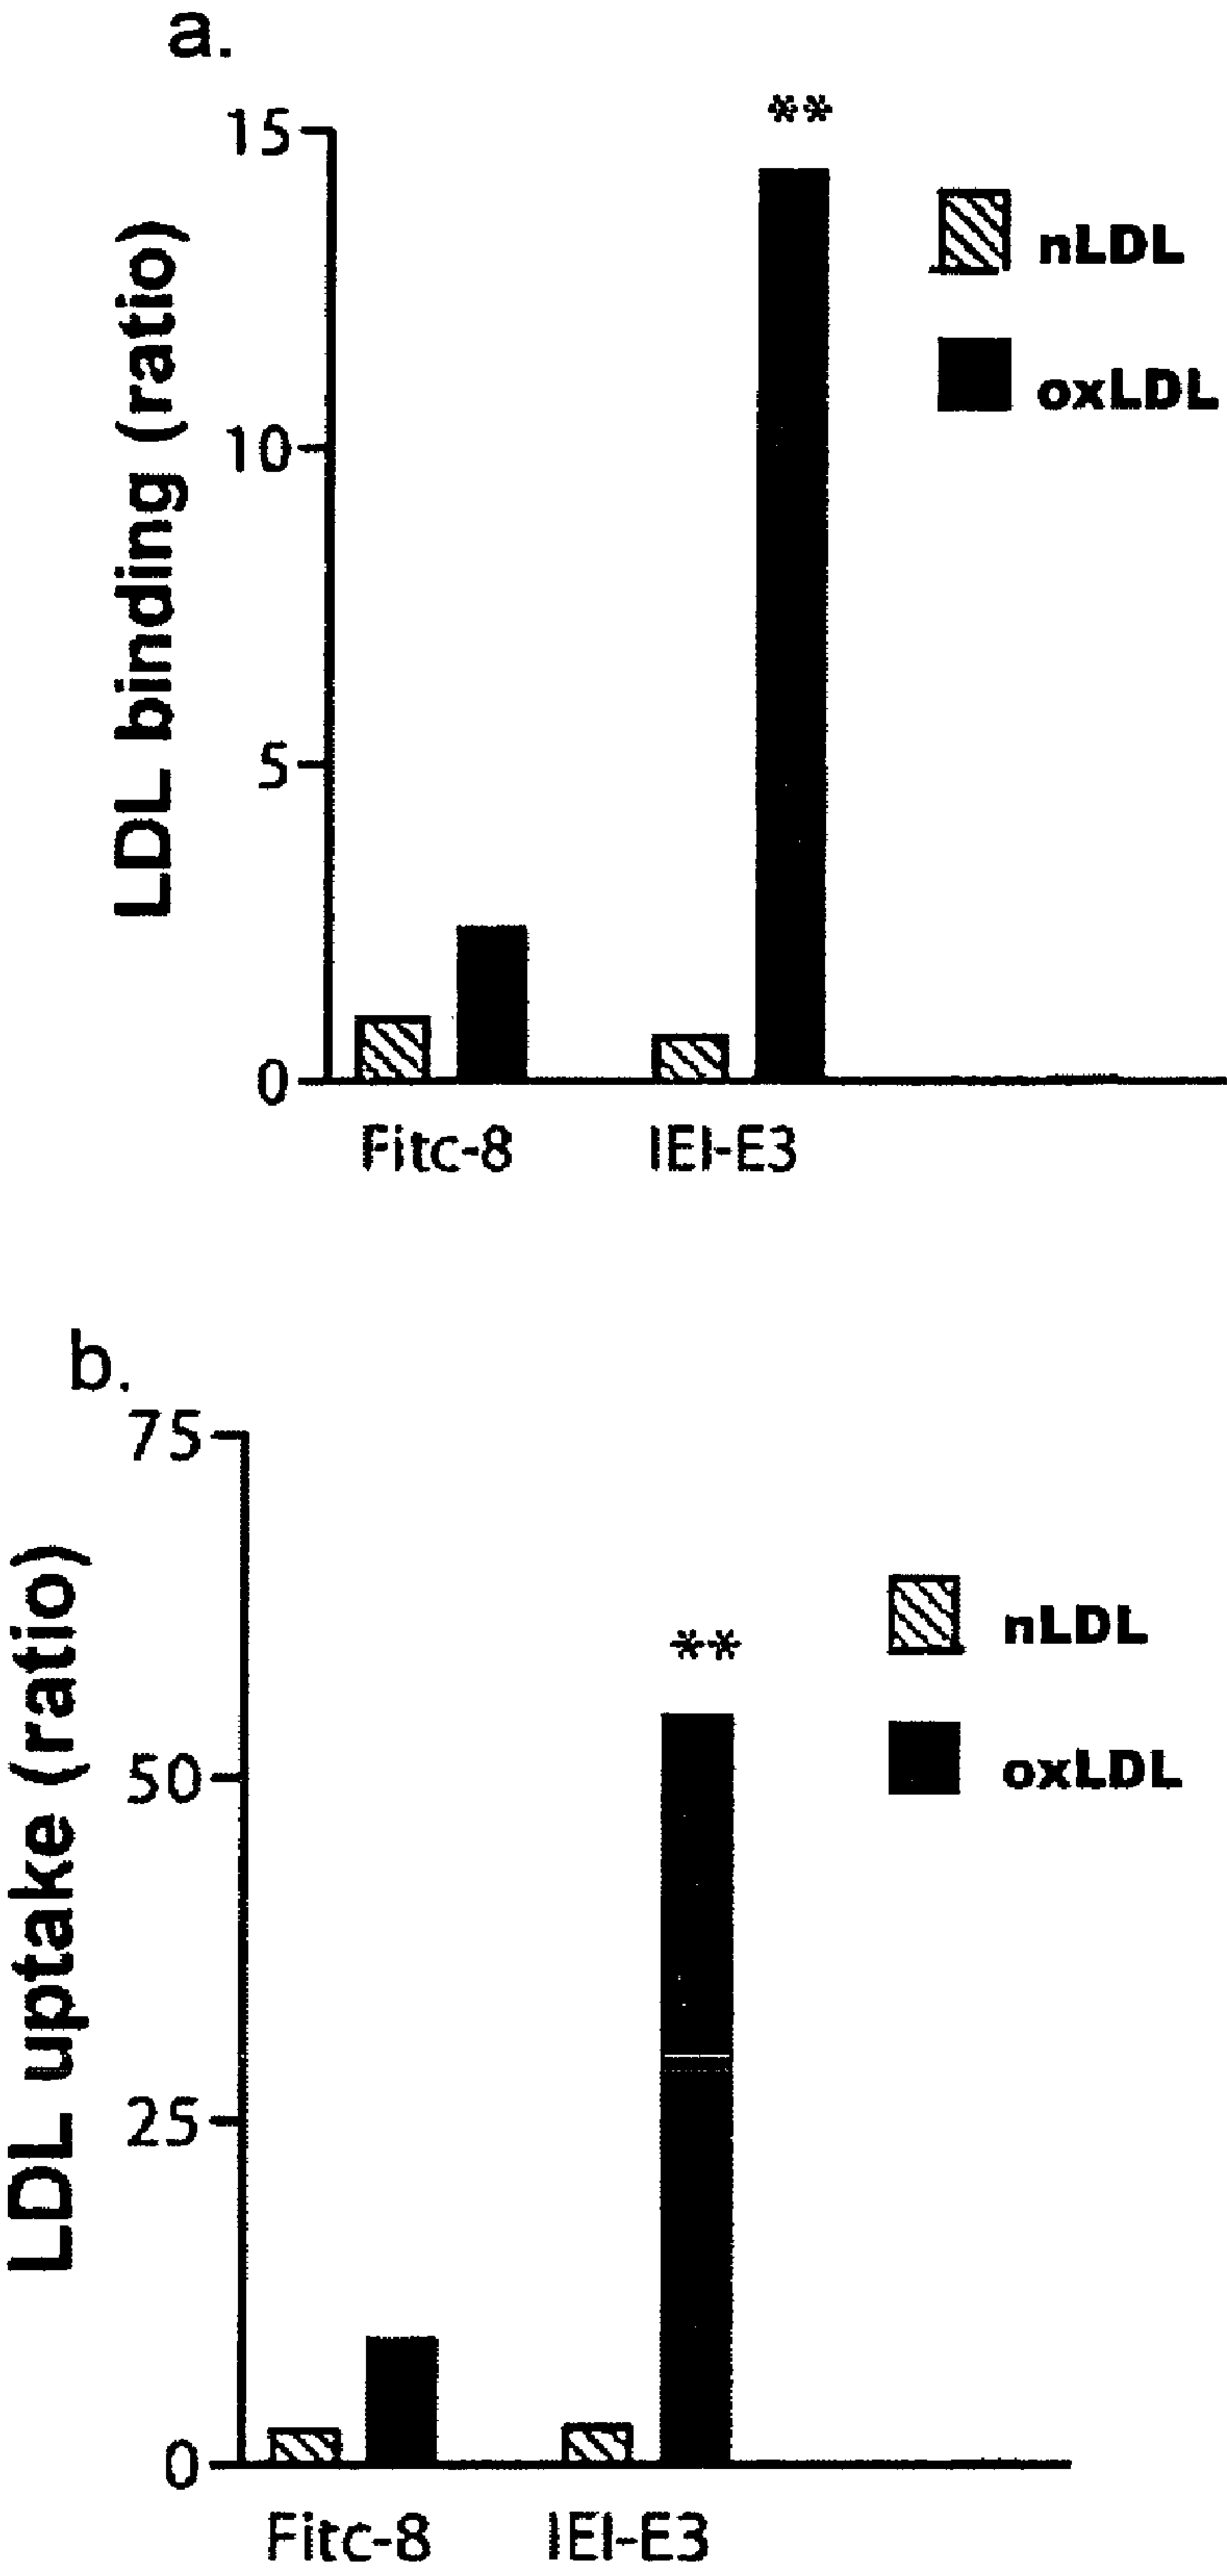 a.
**
15
nLDL
oxLDL
10
5
0
LDL binding (ratio)
Fitc-8
IEI-E3
b.
75
nLDL
**
oxLDL
50
25
0
LDL uptake (ratio)
Fitc-8
IEI-E3